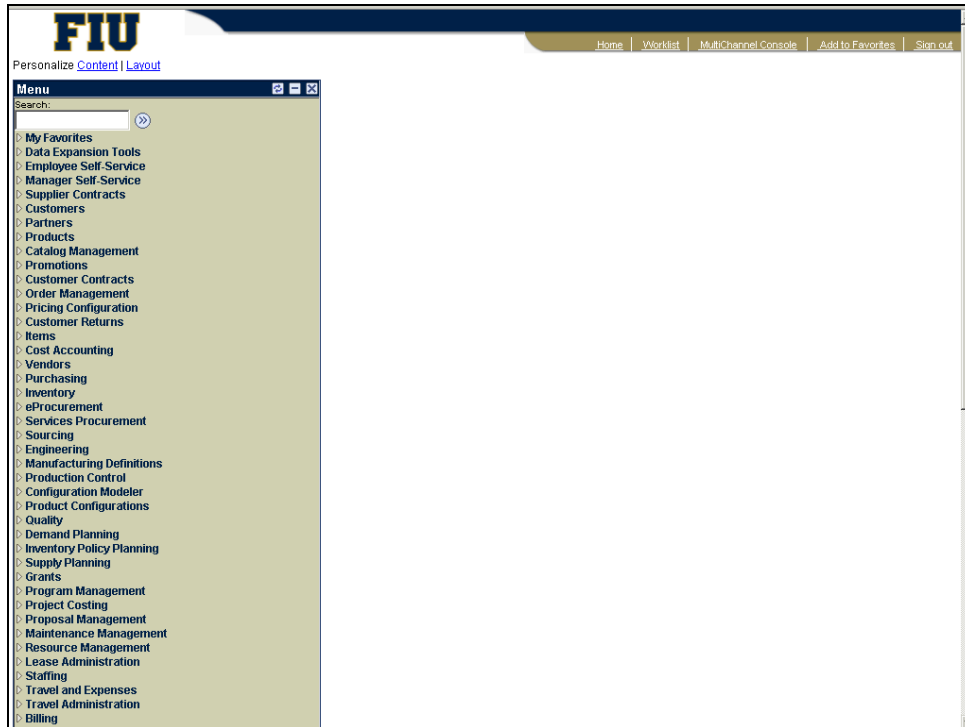 FIU
Home Worklist MultiChannel Console Add to Favorites Sign out
Personalize Content | Layout
Menu
Search:
My Favorites
Data Expansion Tools
Employee Self-Service
Manager Self-Service
Supplier Contracts
Customers
Partners
Products
Catalog Management
Promotions
Customer Contracts
Order Management
Pricing Configuration
Customer Returns
Items
Cost Accounting
Vendors
Purchasing
Inventory
eProcurement
Services Procurement
Sourcing
Engineering
Manufacturing Definitions
Production Control
Configuration Modeler
Product Configurations
Quality
Demand Planning
Inventory Policy Planning
Supply Planning
Grants
Program Management
Project Costing
Proposal Management
Maintenance Management
Resource Management
Lease Administration
Staffing
Travel and Expenses
Travel Administration
Billing